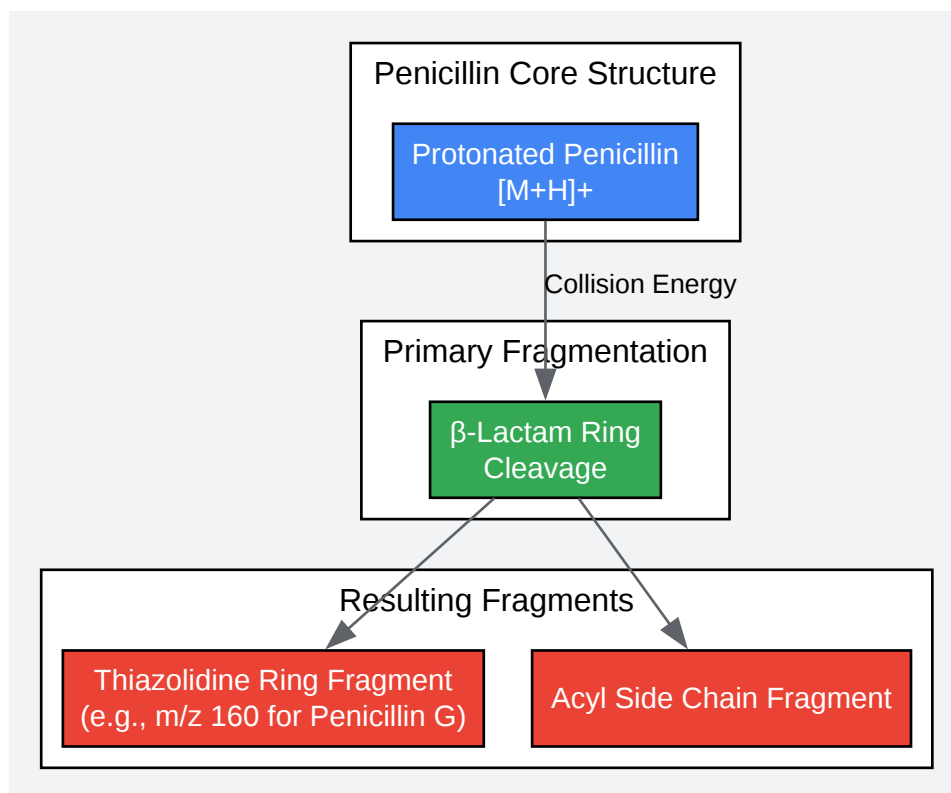 Penicillin Core Structure
Protonated Penicillin
[M+H]+
Collision Energy
Primary Fragmentation
β-Lactam Ring
Cleavage
Resulting Fragments
Thiazolidine Ring Fragment
(e.g., m/z 160 for Penicillin G)
Acyl Side Chain Fragment